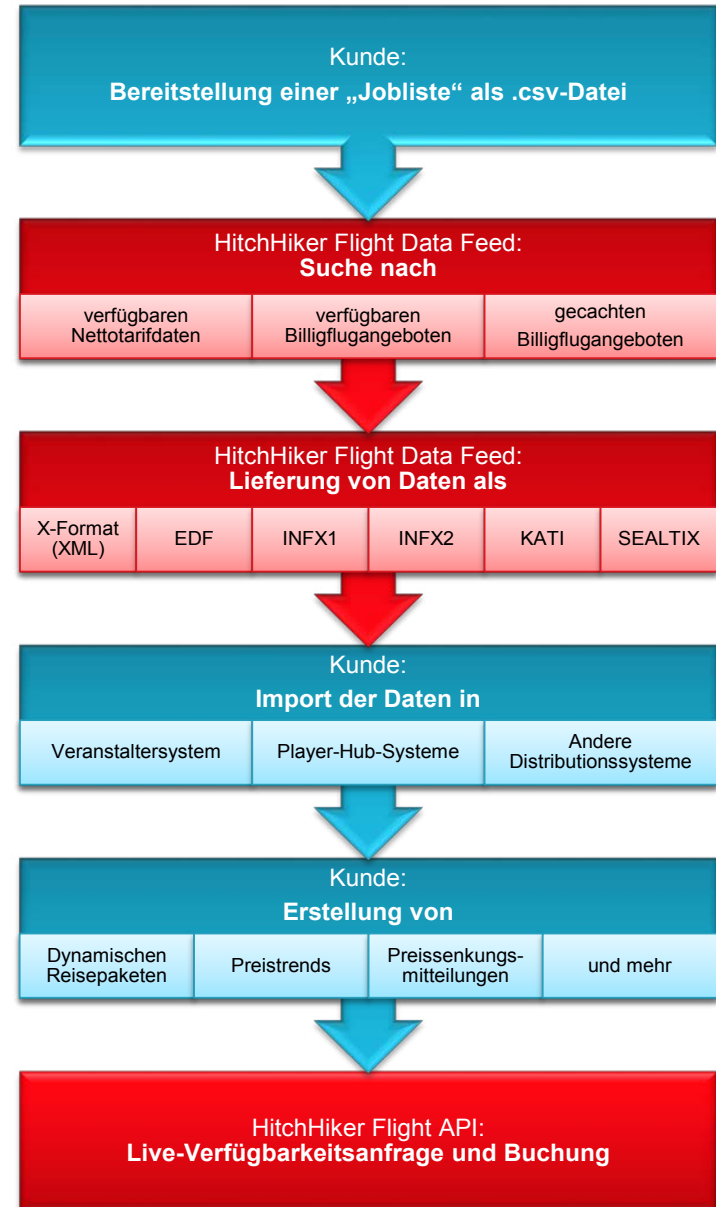 Kunde:
Bereitstellung einer „Jobliste“ als .csv-Datei
HitchHiker Flight Data Feed:
Suche nach
verfügbaren
Nettotarifdaten
verfügbaren
Billigflugangeboten
gecachten
Billigflugangeboten
HitchHiker Flight Data Feed:
Lieferung von Daten als
X-Format
(XML)
EDF
INFX1
INFX2
KATI
SEALTIX
Kunde:
Import der Daten in
Veranstaltersystem
Player-Hub-Systeme
Andere
Distributionssysteme
Kunde:
Erstellung von
Dynamischen
Reisepaketen
Preistrends
Preissenkungs-
mitteilungen
und mehr
HitchHiker Flight API:
Live-Verfügbarkeitsanfrage und Buchung